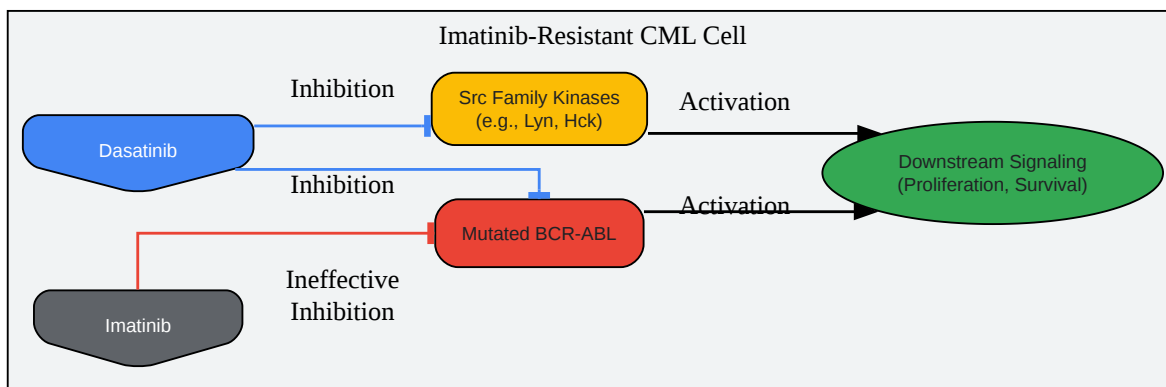 Imatinib-Resistant CML Cell
Inhibition
Src Family Kinases
(e.g., Lyn, Hck)
Activation
Dasatinib
Inhibition
Downstream Signaling
(Proliferation, Survival)
Activation
Mutated BCR-ABL
Ineffective
Inhibition
Imatinib